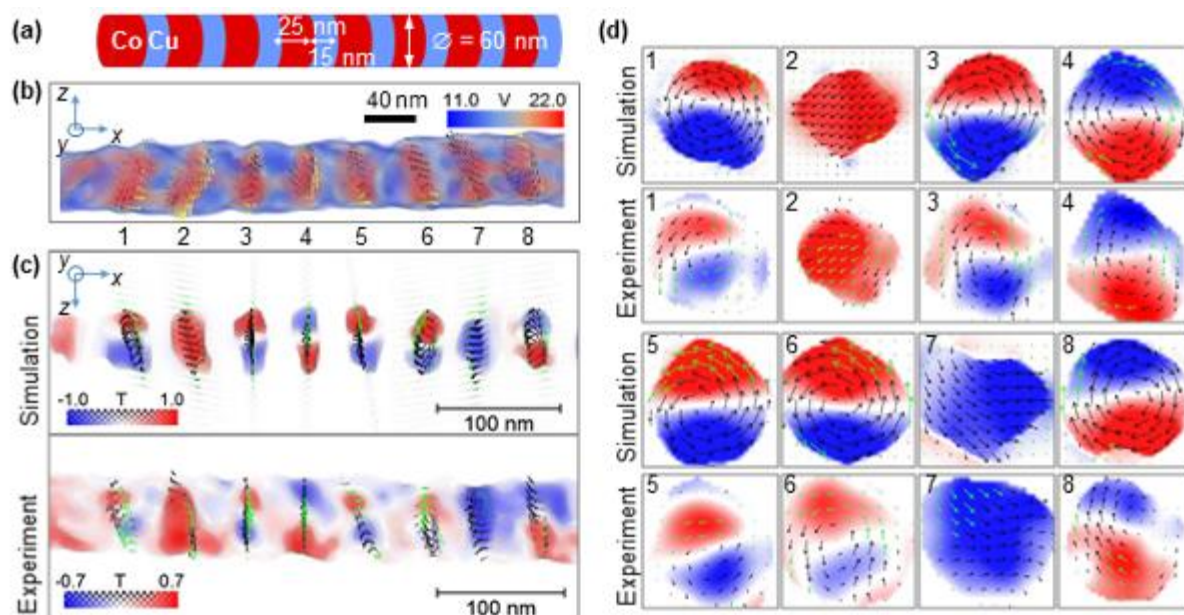 (a)
Co Cu
25 nm
15 nm
∅ = 60 nm
(b)
z
x
y
40 nm
11.0 V 22.0
1 2 3 4 5 6 7 8
(c)
y
x
z
Simulation
-1.0 T 1.0
100 nm
Experiment
-0.7 T 0.7
100 nm
(d)
Simulation
1 2 3 4
Experiment
1 2 3 4
Simulation
5 6 7 8
Experiment
5 6 7 8